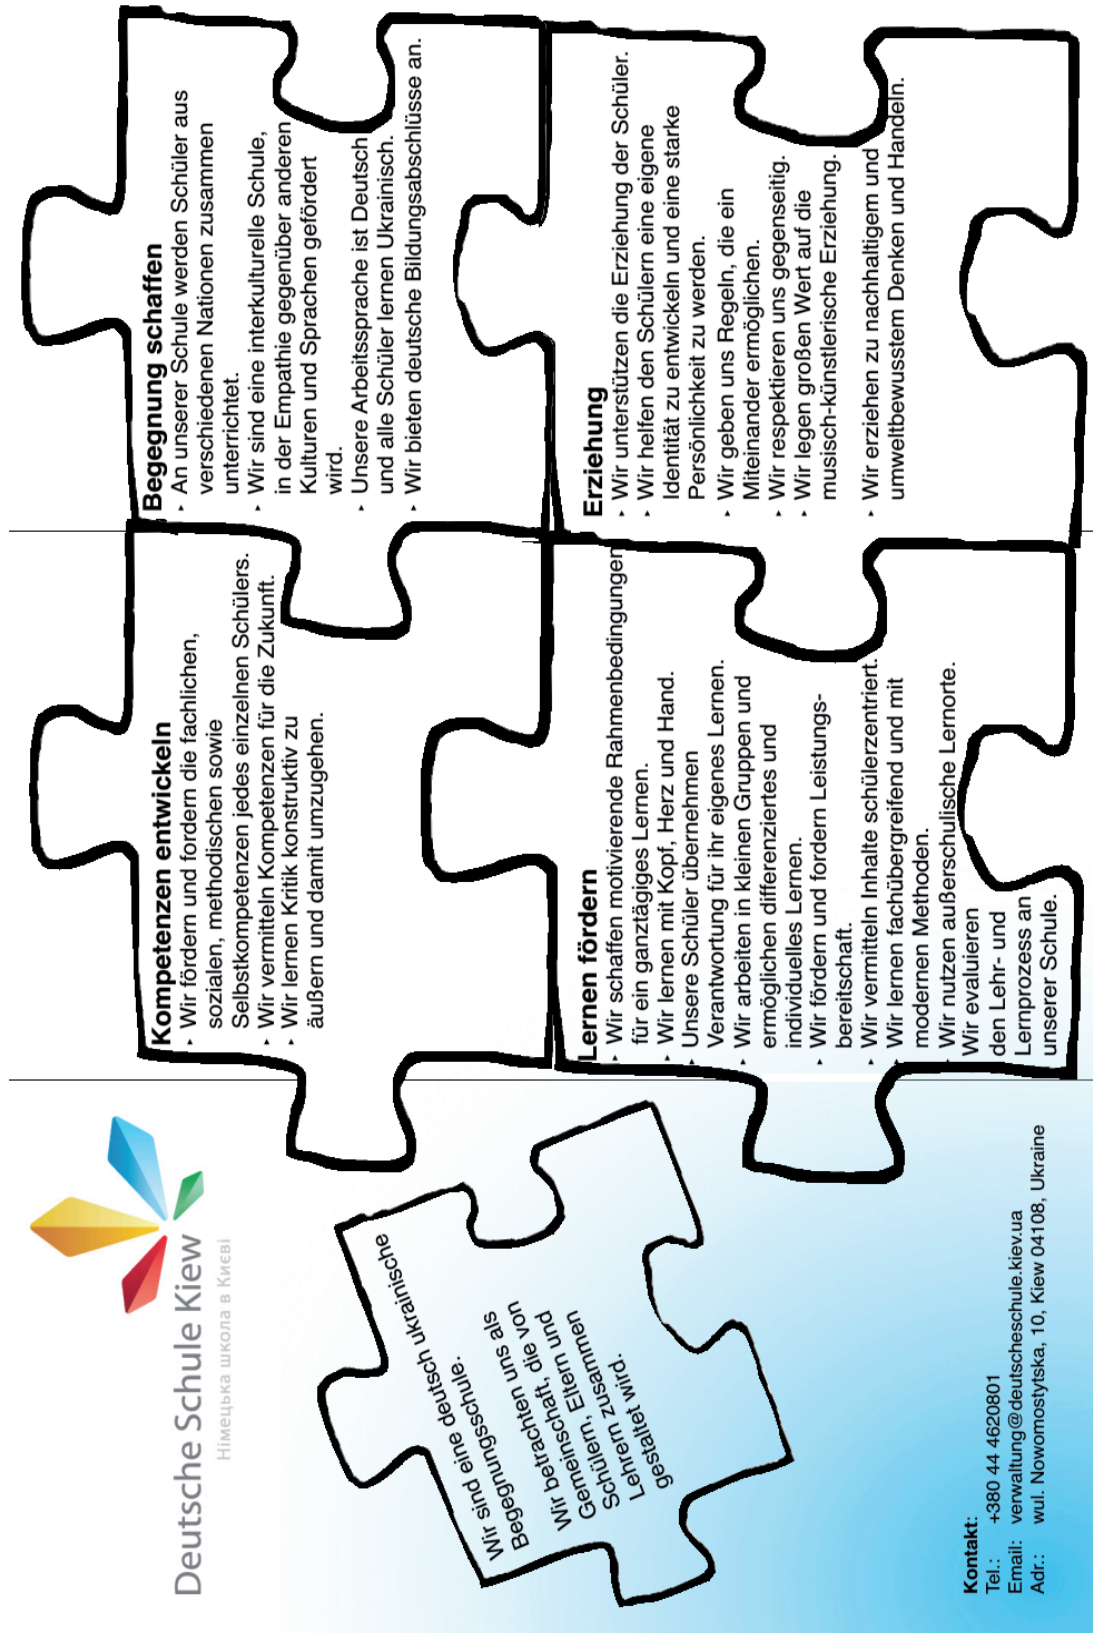 Deutsche Schule Kiew
Німецька школа в Києві
Wir sind eine deutsch ukrainische
Begegnungsschule.
Wir betrachten uns als
Gemeinschaft, die von
Schülern, Eltern und
Lehrern zusammen
gestaltet wird.
Kontakt:
Tel.: +380 44 4620801
Email: verwaltung@deutscheschule.kiev.ua
Adr.: wul. Nowomostytska, 10, Kiew 04108, Ukraine
Kompetenzen entwickeln
‣ Wir fördern und fordern die fachlichen,
sozialen, methodischen sowie
Selbstkompetenzen jedes einzelnen Schülers.
‣ Wir vermitteln Kompetenzen für die Zukunft.
‣ Wir lernen Kritik konstruktiv zu
äußern und damit umzugehen.
Lernen fördern
‣ Wir schaffen motivierende Rahmenbedingungen
für ein ganztägiges Lernen.
‣ Wir lernen mit Kopf, Herz und Hand.
‣ Unsere Schüler übernehmen
Verantwortung für ihr eigenes Lernen.
‣ Wir arbeiten in kleinen Gruppen und
ermöglichen differenziertes und
individuelles Lernen.
‣ Wir fördern und fordern Leistungs-
bereitschaft.
‣ Wir vermitteln Inhalte schülerzentriert.
‣ Wir lernen fachübergreifend und mit
modernen Methoden.
‣ Wir nutzen außerschulische Lernorte.
‣ Wir evaluieren
den Lehr- und
Lernprozess an
unserer Schule.
Begegnung schaffen
‣ An unserer Schule werden Schüler aus
verschiedenen Nationen zusammen
unterrichtet.
‣ Wir sind eine interkulturelle Schule,
in der Empathie gegenüber anderen
Kulturen und Sprachen gefördert
wird.
‣ Unsere Arbeitssprache ist Deutsch
und alle Schüler lernen Ukrainisch.
‣ Wir bieten deutsche Bildungsabschlüsse an.
Erziehung
‣ Wir unterstützen die Erziehung der Schüler.
‣ Wir helfen den Schülern eine eigene
Identität zu entwickeln und eine starke
Persönlichkeit zu werden.
‣ Wir geben uns Regeln, die ein
Miteinander ermöglichen.
‣ Wir respektieren uns gegenseitig.
‣ Wir legen großen Wert auf die
musisch-künstlerische Erziehung.
‣ Wir erziehen zu nachhaltigem und
umweltbewusstem Denken und Handeln.